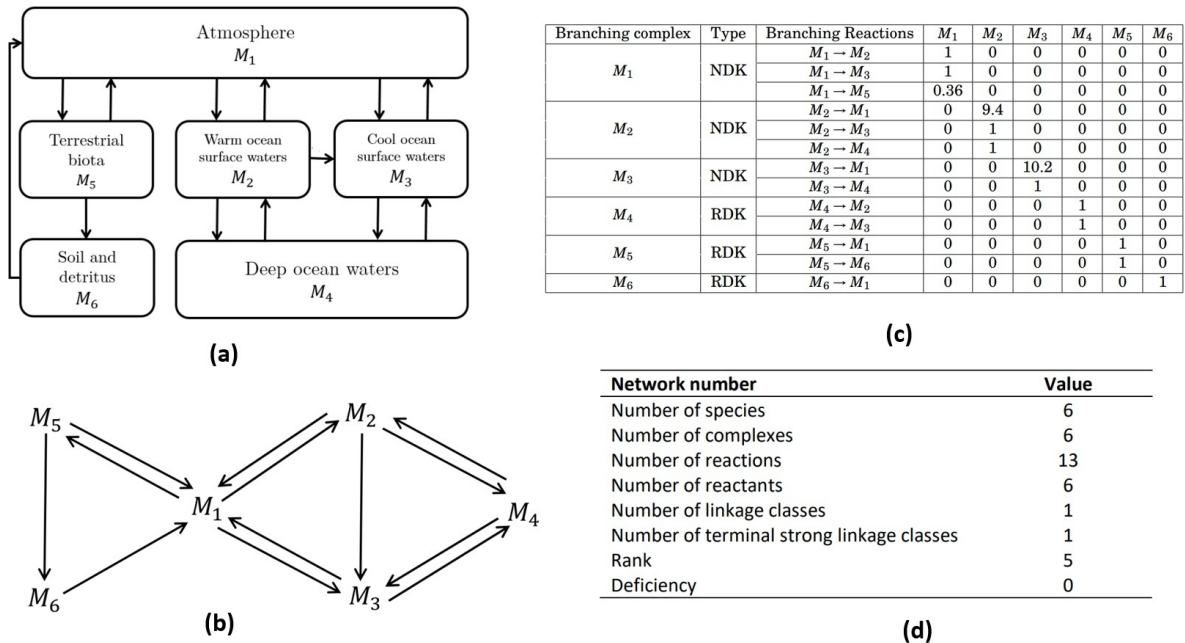 Atmosphere
M₁
Terrestrial
biota
M₅
Warm ocean
surface waters
M₂
Cool ocean
surface waters
M₃
Soil and
detritus
M₆
Deep ocean waters
M₄
(a)
M₅
M₂
M₁
M₄
M₆
M₃
(b)
Branching complex Type Branching Reactions M₁ M₂ M₃ M₄ M₅ M₆
M₁ NDK M₁ → M₂ 1 0 0 0 0 0
M₁ → M₃ 1 0 0 0 0 0
M₁ → M₅ 0.36 0 0 0 0 0
M₂ NDK M₂ → M₁ 0 9.4 0 0 0 0
M₂ → M₃ 0 1 0 0 0 0
M₂ → M₄ 0 1 0 0 0 0
M₃ NDK M₃ → M₁ 0 0 10.2 0 0 0
M₃ → M₄ 0 0 1 0 0 0
M₄ RDK M₄ → M₂ 0 0 0 1 0 0
M₄ → M₃ 0 0 0 1 0 0
M₅ RDK M₅ → M₁ 0 0 0 0 1 0
M₅ → M₆ 0 0 0 0 1 0
M₆ RDK M₆ → M₁ 0 0 0 0 0 1
(c)
Network number Value
Number of species 6
Number of complexes 6
Number of reactions 13
Number of reactants 6
Number of linkage classes 1
Number of terminal strong linkage classes 1
Rank 5
Deficiency 0
(d)